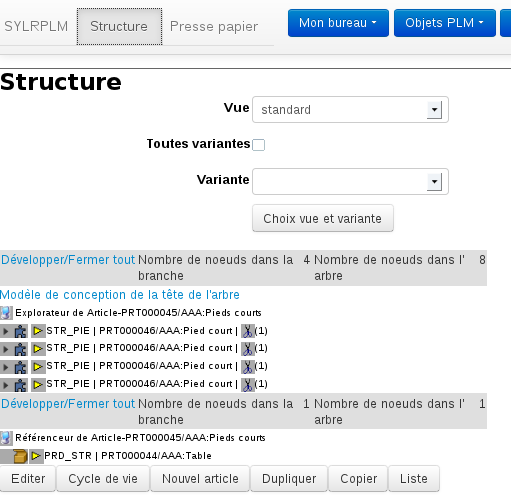 SYLRPLM Structure Presse papier Mon bureau Objets PLM
Structure
Vue standard
Toutes variantes
Variante
Choix vue et variante
Développer/Fermer tout Nombre de noeuds dans la branche 4 Nombre de noeuds dans l' arbre 8
Modèle de conception de la tête de l'arbre
Explorateur de Article-PRT000045/AAA:Pieds courts
STR_PIE | PRT000046/AAA:Pied court | (1)
STR_PIE | PRT000046/AAA:Pied court | (1)
STR_PIE | PRT000046/AAA:Pied court | (1)
STR_PIE | PRT000046/AAA:Pied court | (1)
Développer/Fermer tout Nombre de noeuds dans la branche 1 Nombre de noeuds dans l' arbre 1
Référenceur de Article-PRT000045/AAA:Pieds courts
PRD_STR | PRT000044/AAA:Table
Editer Cycle de vie Nouvel article Dupliquer Copier Liste